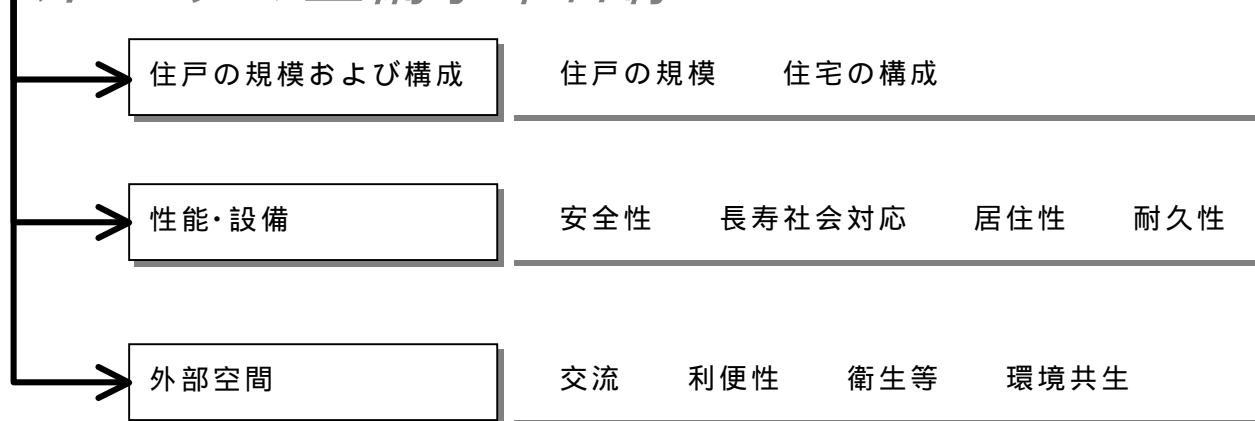 住戸の規模および構成 住戸の規模 住宅の構成
性能・設備 安全性 長寿社会対応 居住性 耐久性
外部空間 交流 利便性 衛生等 環境共生